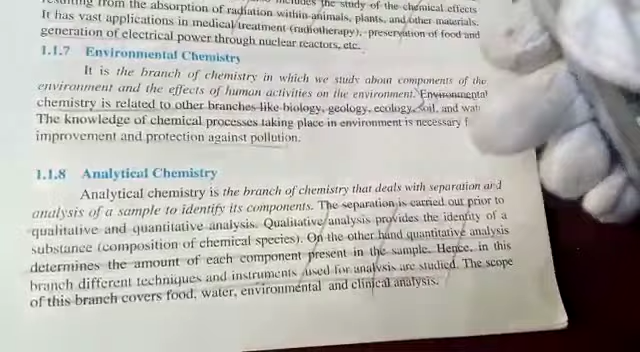 from the absorption of radiation within animals, plants, and other materials.
It has vast applications in medical treatment (radiotherapy), preservation of food and
generation of electrical power through nuclear reactors, etc.
1.1.7 Environmental Chemistry
It is the branch of chemistry in which we study about components of the
environment and the effects of human activities on the environment. Environmental
chemistry is related to other branches like biology, geology, ecology, soil, and wat
The knowledge of chemical processes taking place in environment is necessary f
improvement and protection against pollution.
1.1.8 Analytical Chemistry
Analytical chemistry is the branch of chemistry that deals with separation and
analysis of a sample to identify its components. The separation is carried out prior to
qualitative and quantitative analysis. Qualitative analysis provides the identity of a
substance (composition of chemical species). On the other hand quantitative analysis
determines the amount of each component present in the sample. Hence, in this
branch different techniques and instruments used for analysis are studied. The scope
of this branch covers food, water, environmental and clinical analysis.